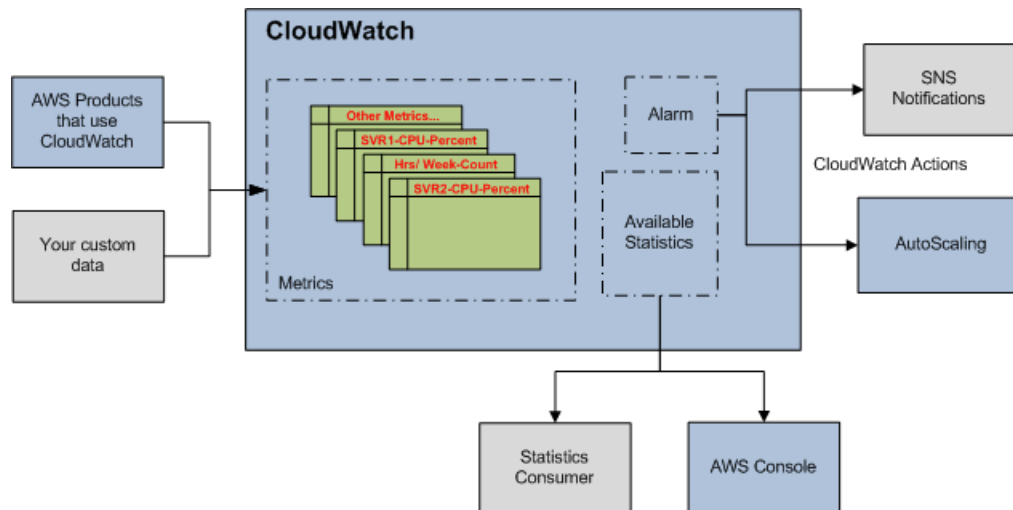 CloudWatch
AWS Products
that use
CloudWatch
Your custom
data
Other Metrics...
SVR1-CPU-Percent
Hrs/ Week-Count
SVR2-CPU-Percent
Metrics
Alarm
Available
Statistics
SNS
Notifications
CloudWatch Actions
AutoScaling
Statistics
Consumer
AWS Console